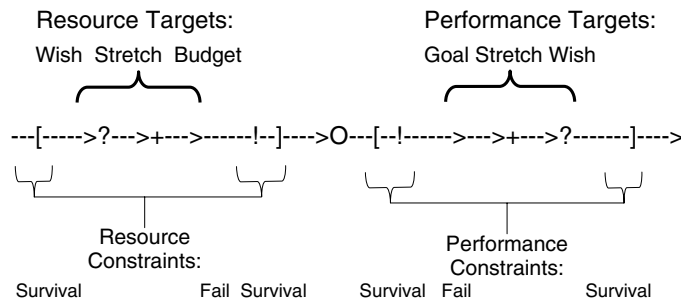 Resource Targets: Performance Targets:
Wish Stretch Budget Goal Stretch Wish
---[----->?--->+--->------!--]---->O---[--!------>--->+--->?-------]---->
Resource Constraints: Performance Constraints:
Survival Fail Survival Survival Fail Survival